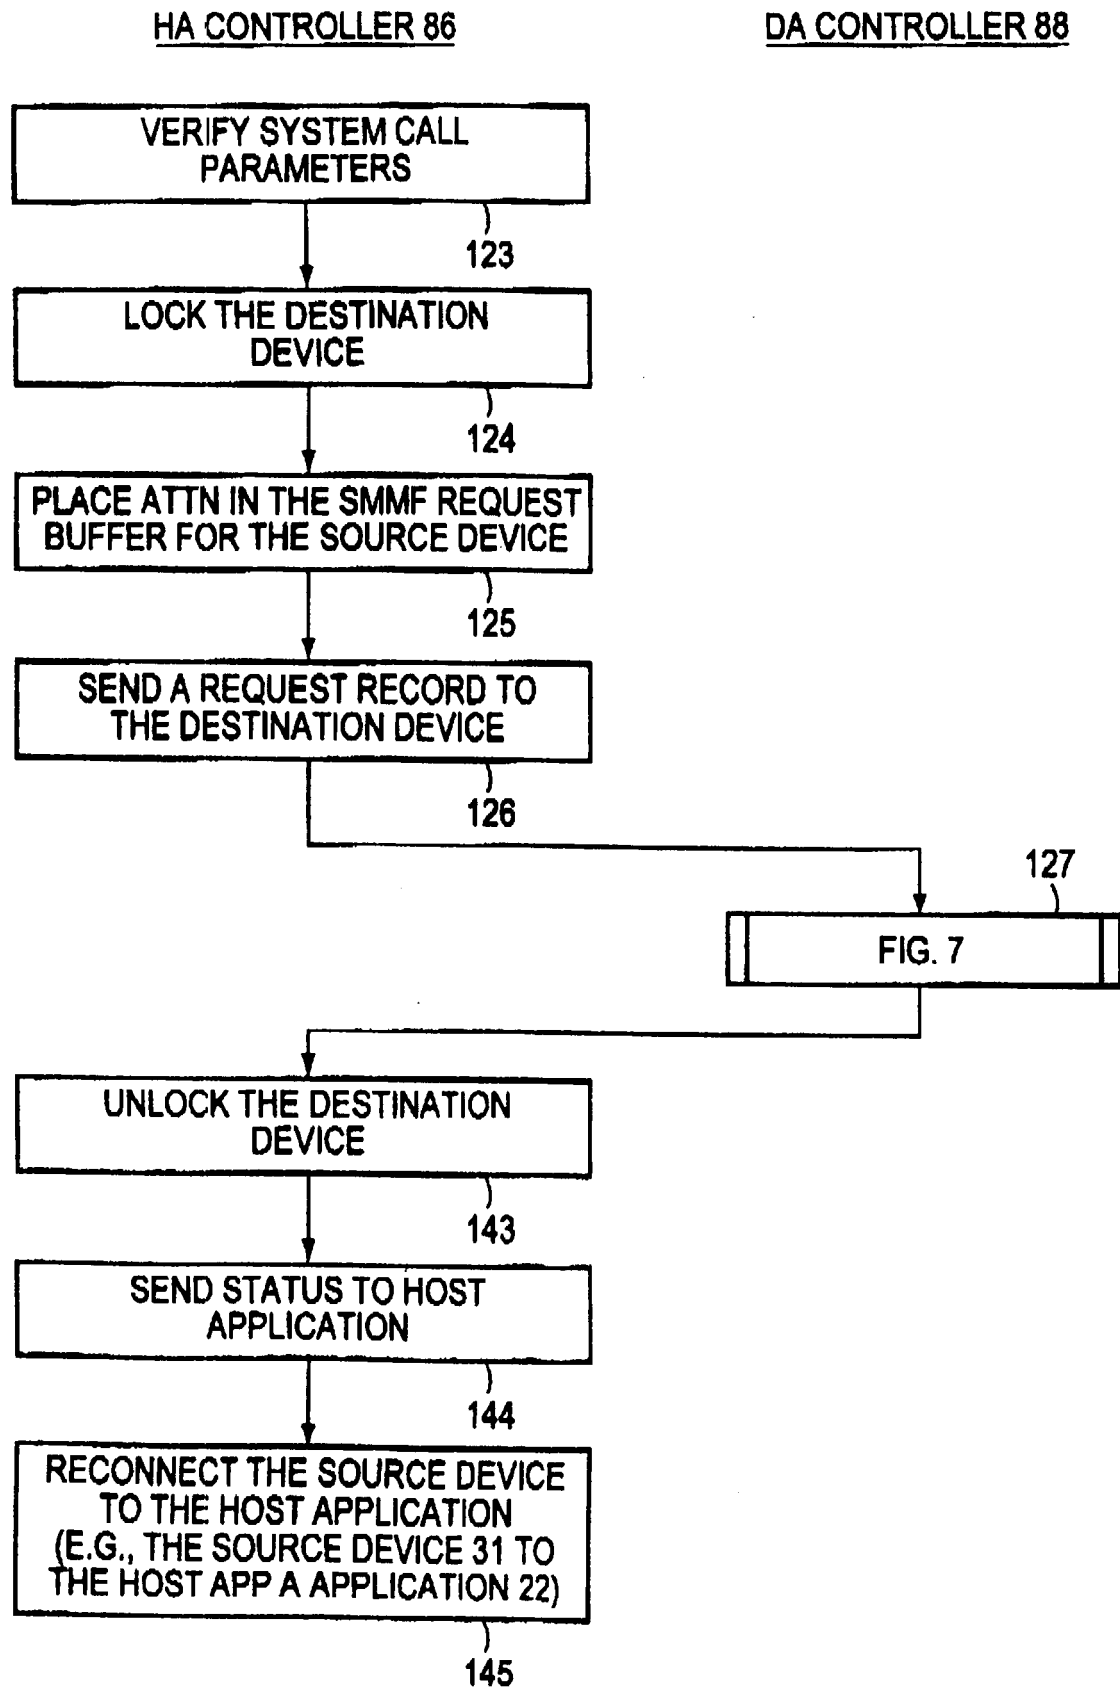 HA CONTROLLER 86
DA CONTROLLER 88
VERIFY SYSTEM CALL
PARAMETERS
123
LOCK THE DESTINATION
DEVICE
124
PLACE ATTN IN THE SMMF REQUEST
BUFFER FOR THE SOURCE DEVICE
125
SEND A REQUEST RECORD TO
THE DESTINATION DEVICE
126
127
FIG. 7
UNLOCK THE DESTINATION
DEVICE
143
SEND STATUS TO HOST
APPLICATION
144
RECONNECT THE SOURCE DEVICE
TO THE HOST APPLICATION
(E.G., THE SOURCE DEVICE 31 TO
THE HOST APP A APPLICATION 22)
145